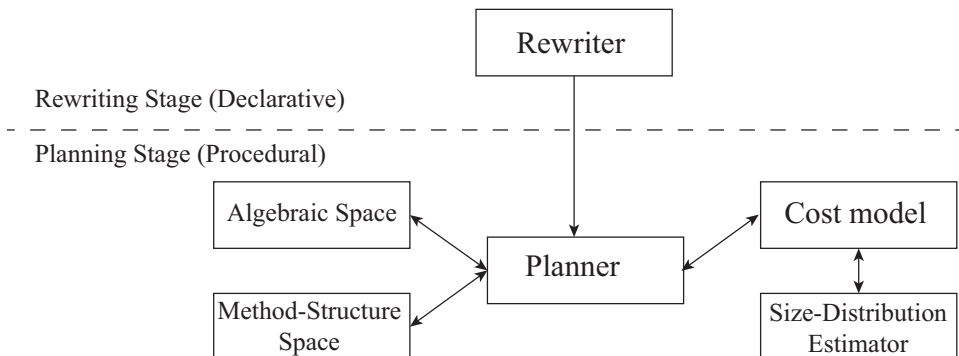 Rewriter
Rewriting Stage (Declarative)
Planning Stage (Procedural)
Algebraic Space
Cost model
Planner
Method-Structure
Space
Size-Distribution
Estimator